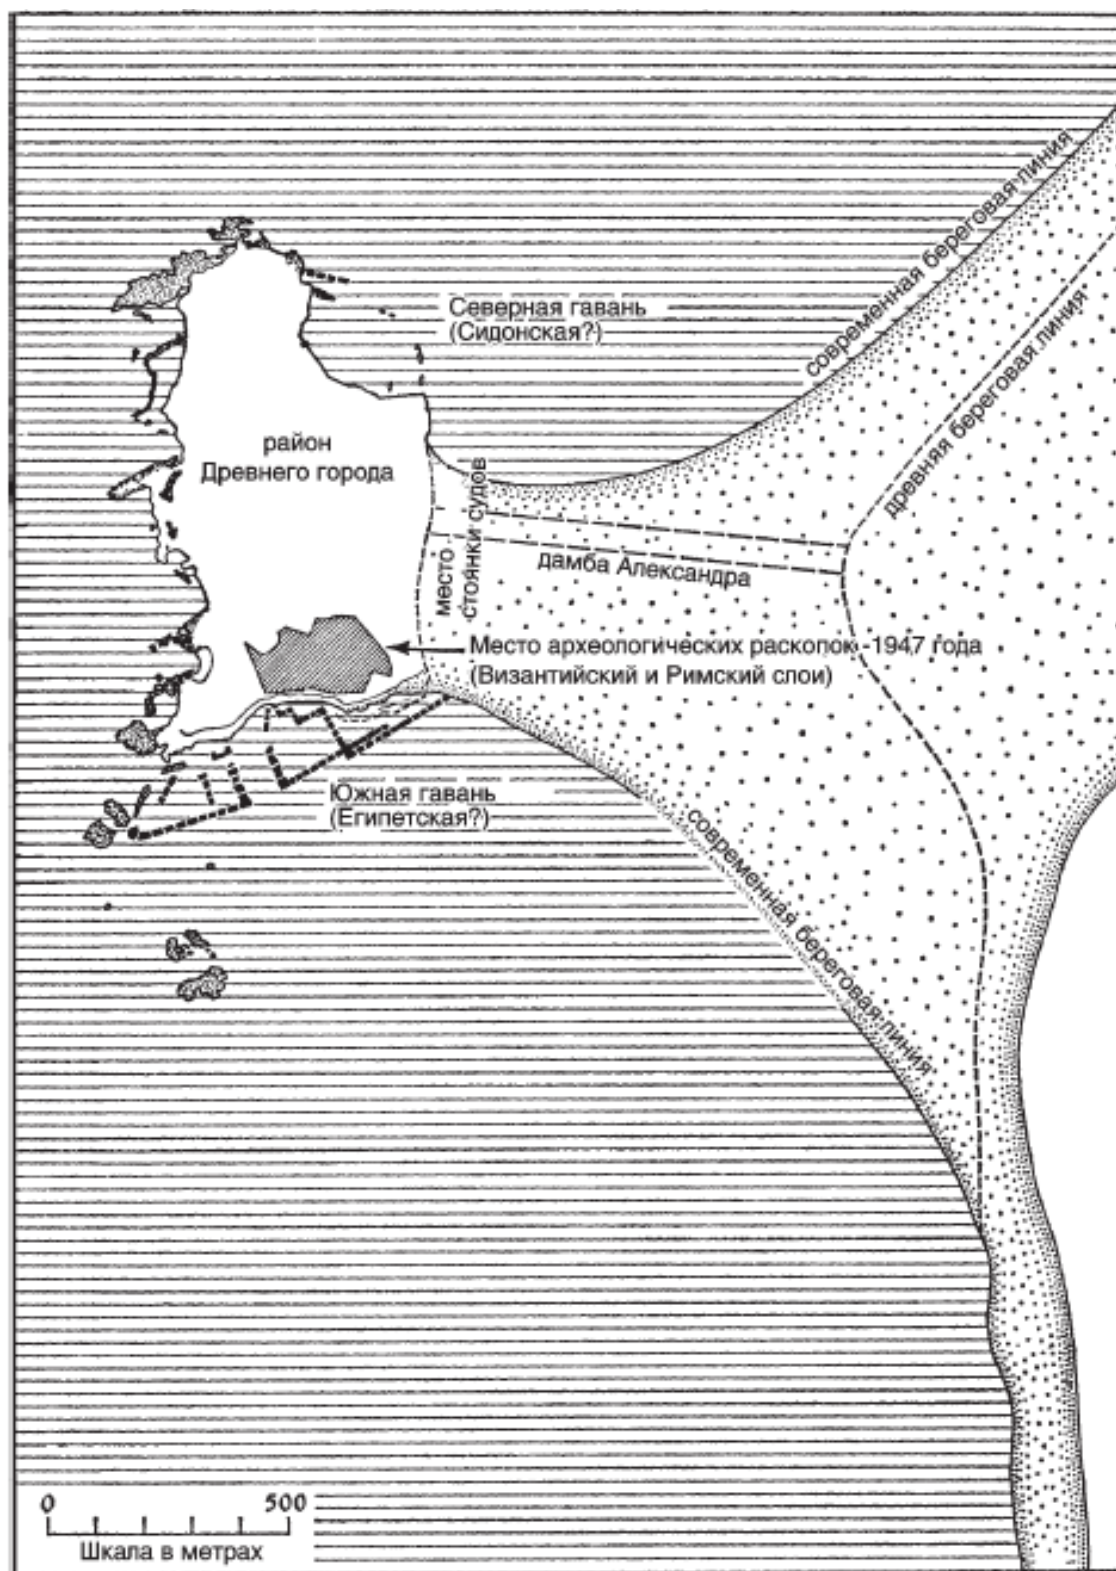 современная береговая линия
древняя береговая линия
Северная гавань
(Сидонская?)
район
Древнего города
место
стоянки судов
дамба Александра
Место археологических раскопок -1947 года
(Византийский и Римский слои)
Южная гавань
(Египетская?)
современная береговая линия
0 500
Шкала в метрах